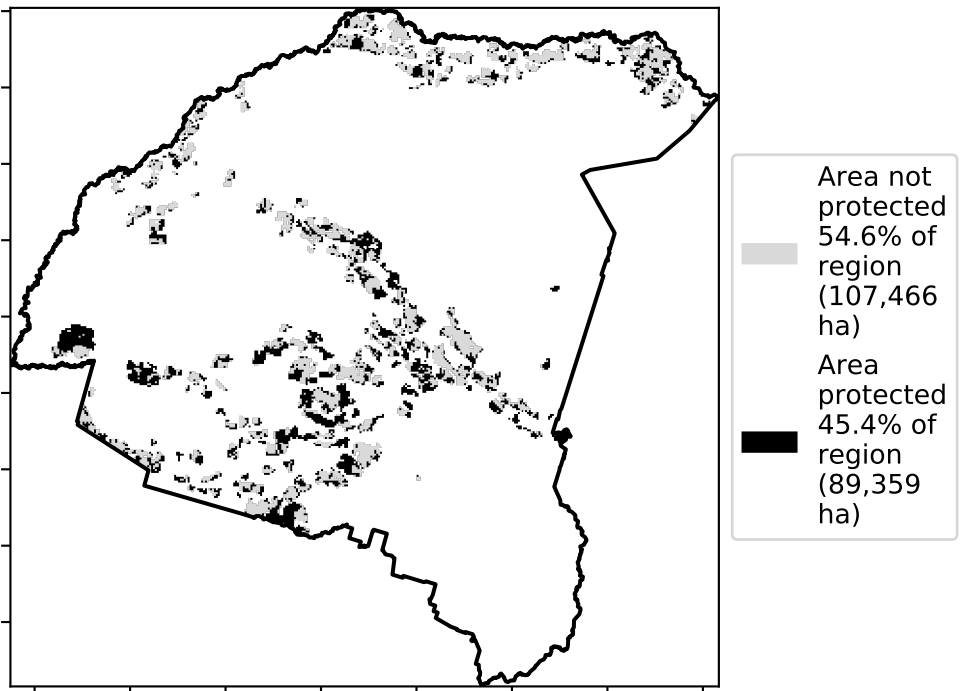 Area not
protected
54.6% of
region
(107,466
ha)
Area
protected
45.4% of
region
(89,359
ha)